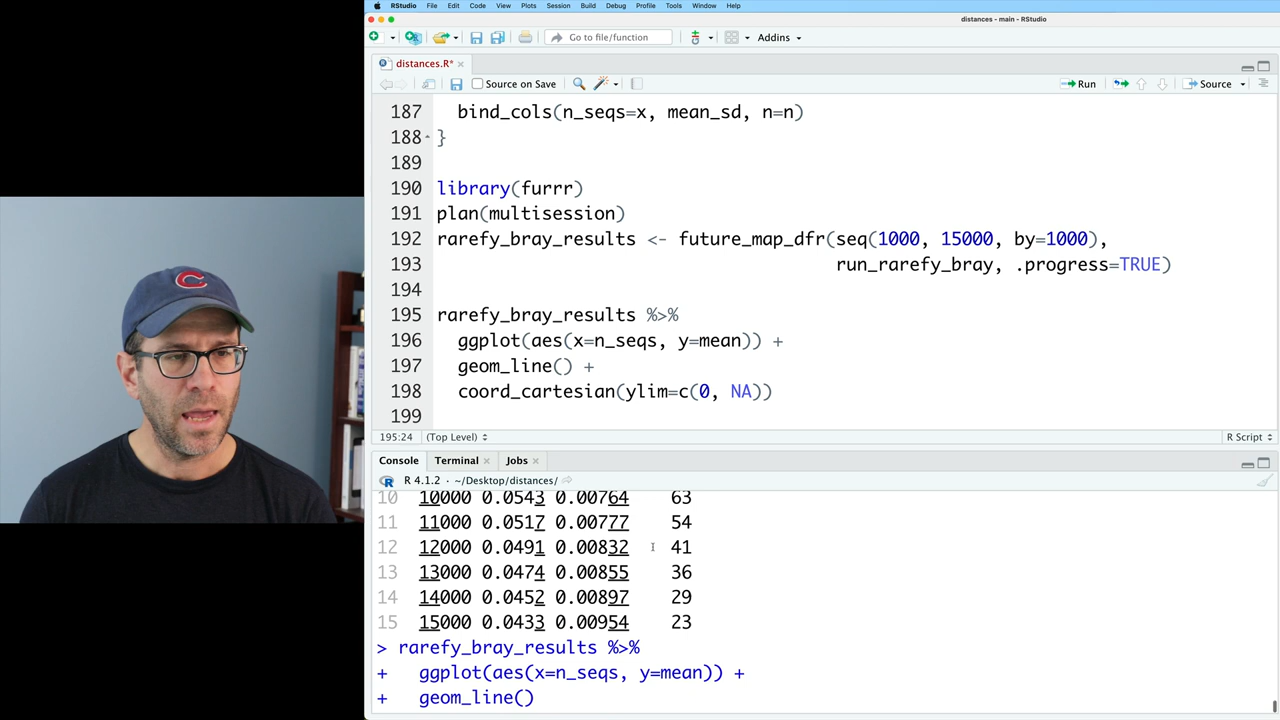 RStudio File Edit Code View Plots Session Build Debug Profile Tools Window Help
distances - main - RStudio
Go to file/function Addins
distances.R*
Source on Save Run Source
187 bind_cols(n_seqs=x, mean_sd, n=n)
188 }
189
190 library(furrr)
191 plan(multisession)
192 rarefy_bray_results <- future_map_dfr(seq(1000, 15000, by=1000),
193 run_rarefy_bray, .progress=TRUE)
194
195 rarefy_bray_results %>%
196 ggplot(aes(x=n_seqs, y=mean)) +
197 geom_line() +
198 coord_cartesian(ylim=c(0, NA))
199
195:24 (Top Level) R Script
Console Terminal Jobs
R 4.1.2 · ~/Desktop/distances/
10 10000 0.0543 0.00764 63
11 11000 0.0517 0.00777 54
12 12000 0.0491 0.00832 41
13 13000 0.0474 0.00855 36
14 14000 0.0452 0.00897 29
15 15000 0.0433 0.00954 23
> rarefy_bray_results %>%
+ ggplot(aes(x=n_seqs, y=mean)) +
+ geom_line()
C